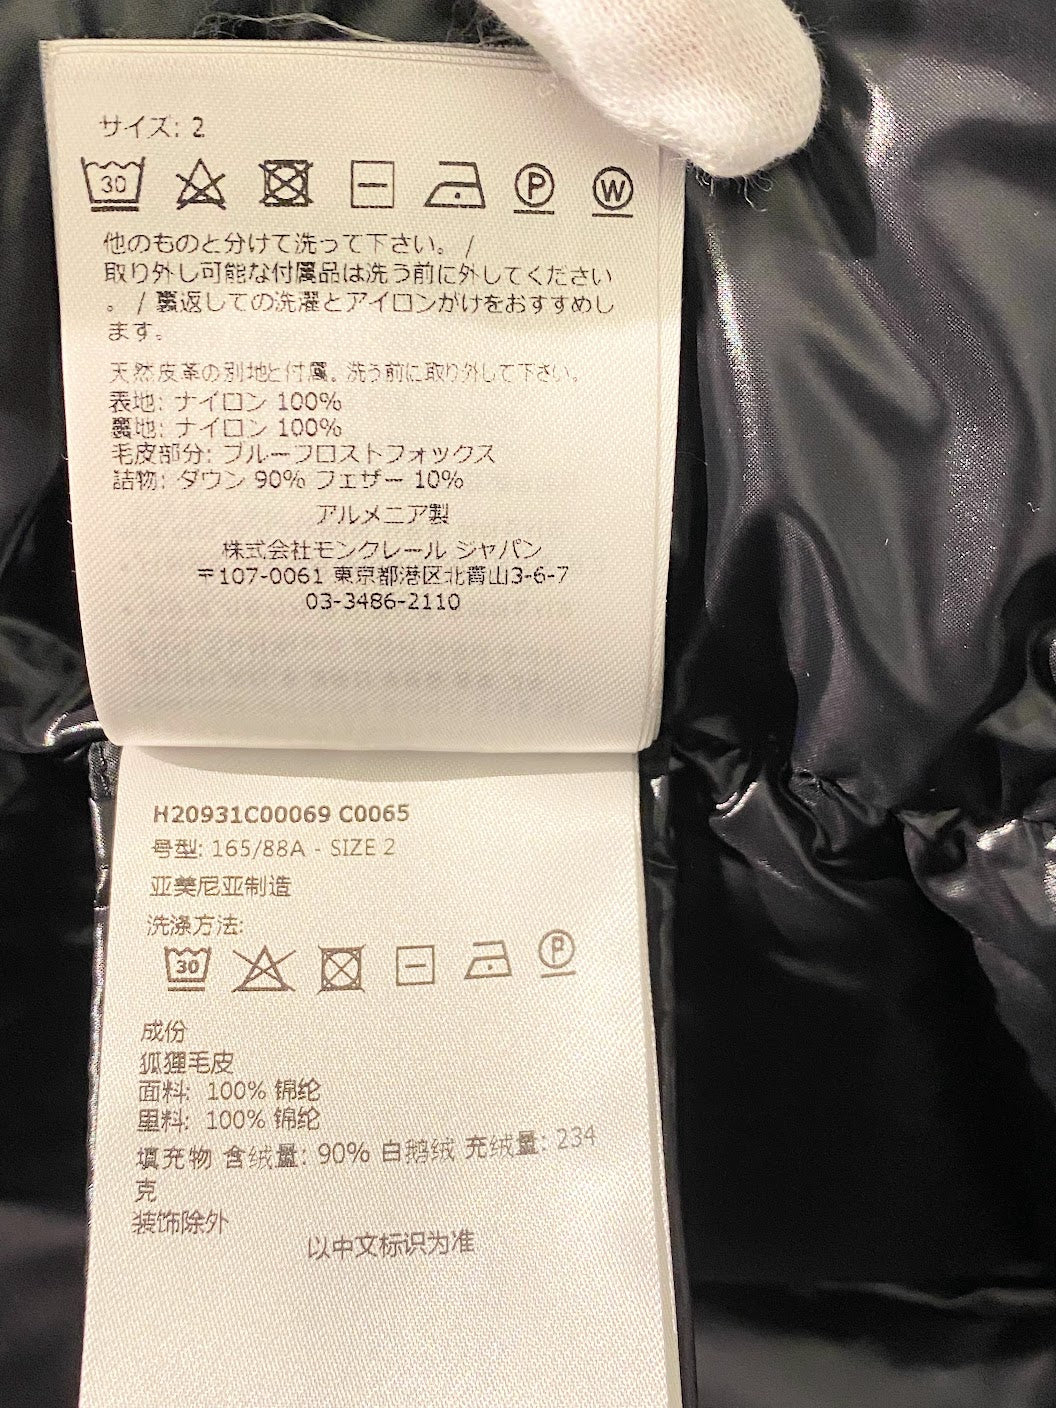 サイズ: 2
30
P
W
他のものと分けて洗って下さい。 /
取り外し可能な付属品は洗う前に外してください
。 / 裏返しての洗濯とアイロンがけをおすすめし
ます。
天然皮革の別地と付属。洗う前に取り外して下さい。
表地: ナイロン 100%
裏地: ナイロン 100%
毛皮部分: ブルーフロストフォックス
詰物: ダウン 90% フェザー 10%
アルメニア製
株式会社モンクレール ジャパン
〒107-0061 東京都港区北青山3-6-7
03-3486-2110
H20931C00069 C0065
号型: 165/88A - SIZE 2
亚美尼亚制造
洗涤方法:
30
P
成份
狐狸毛皮
面料: 100% 锦纶
里料: 100% 锦纶
填充物 含绒量: 90% 白鹅绒 充绒量: 234
克
装饰除外
以中文标识为准